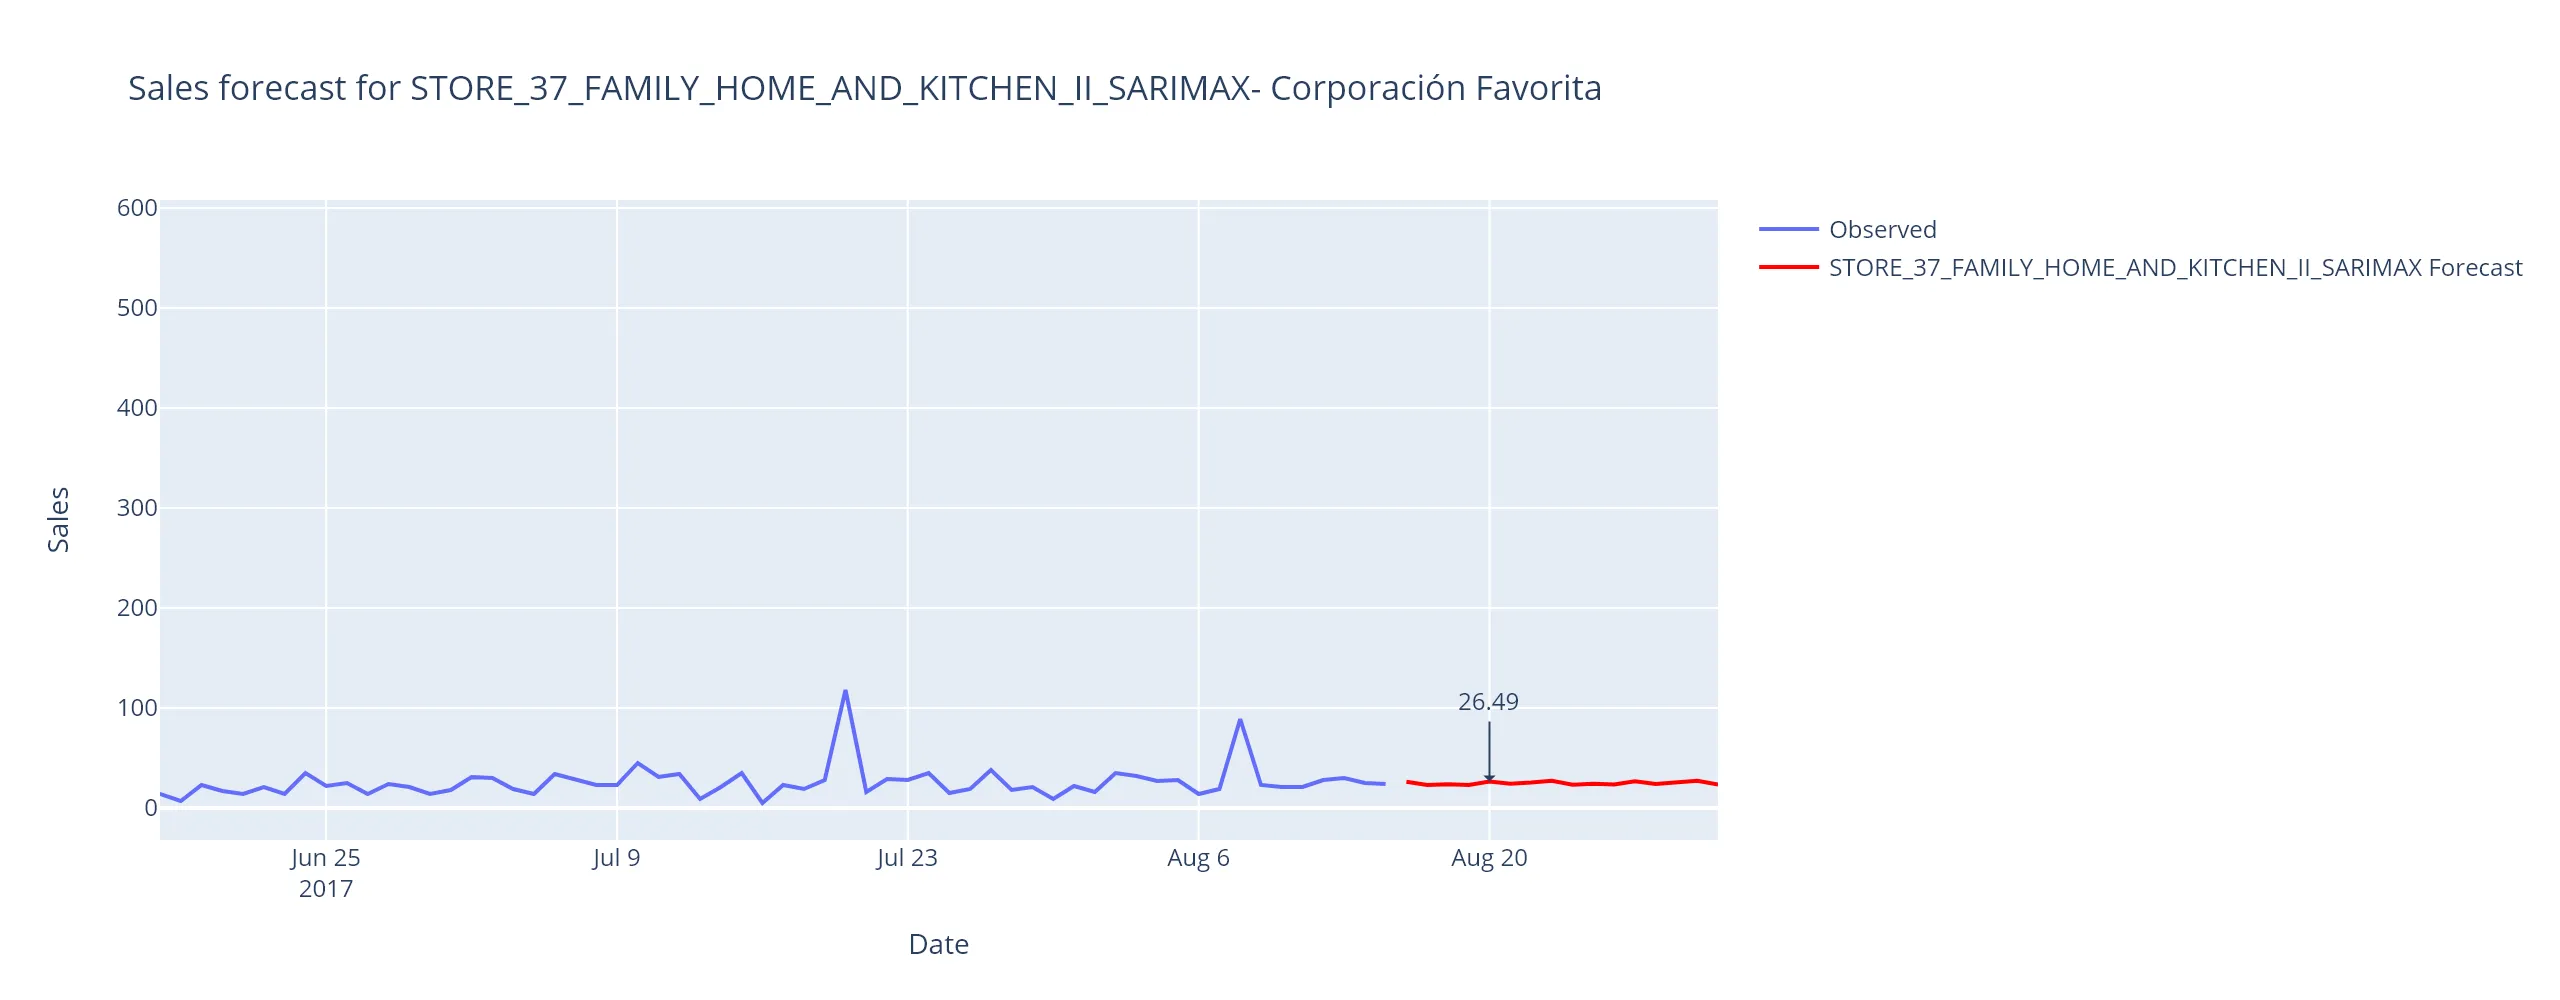 Sales forecast for STORE_37_FAMILY_HOME_AND_KITCHEN_II_SARIMAX- Corporación Favorita
600
500
400
300
200
100
0
Sales
26.49
Jun 25
2017
Jul 9
Jul 23
Aug 6
Aug 20
Date
Observed
STORE_37_FAMILY_HOME_AND_KITCHEN_II_SARIMAX Forecast